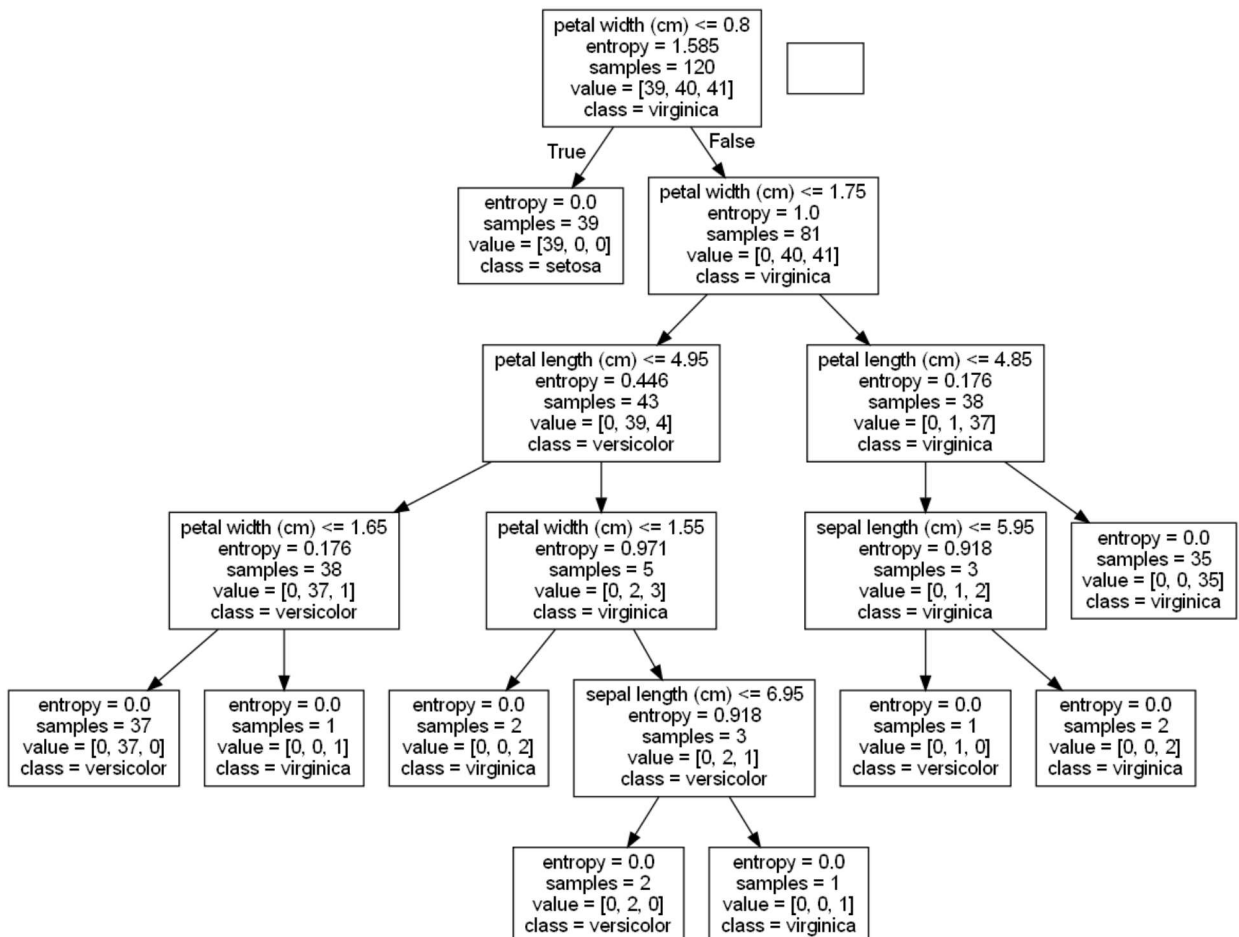 petal width (cm) <= 0.8
entropy = 1.585
samples = 120
value = [39, 40, 41]
class = virginica
True
False
entropy = 0.0
samples = 39
value = [39, 0, 0]
class = setosa
petal width (cm) <= 1.75
entropy = 1.0
samples = 81
value = [0, 40, 41]
class = virginica
petal length (cm) <= 4.95
entropy = 0.446
samples = 43
value = [0, 39, 4]
class = versicolor
petal length (cm) <= 4.85
entropy = 0.176
samples = 38
value = [0, 1, 37]
class = virginica
petal width (cm) <= 1.65
entropy = 0.176
samples = 38
value = [0, 37, 1]
class = versicolor
petal width (cm) <= 1.55
entropy = 0.971
samples = 5
value = [0, 2, 3]
class = virginica
sepal length (cm) <= 5.95
entropy = 0.918
samples = 3
value = [0, 1, 2]
class = virginica
entropy = 0.0
samples = 35
value = [0, 0, 35]
class = virginica
entropy = 0.0
samples = 37
value = [0, 37, 0]
class = versicolor
entropy = 0.0
samples = 1
value = [0, 0, 1]
class = virginica
entropy = 0.0
samples = 2
value = [0, 0, 2]
class = virginica
sepal length (cm) <= 6.95
entropy = 0.918
samples = 3
value = [0, 2, 1]
class = versicolor
entropy = 0.0
samples = 1
value = [0, 1, 0]
class = versicolor
entropy = 0.0
samples = 2
value = [0, 0, 2]
class = virginica
entropy = 0.0
samples = 2
value = [0, 2, 0]
class = versicolor
entropy = 0.0
samples = 1
value = [0, 0, 1]
class = virginica